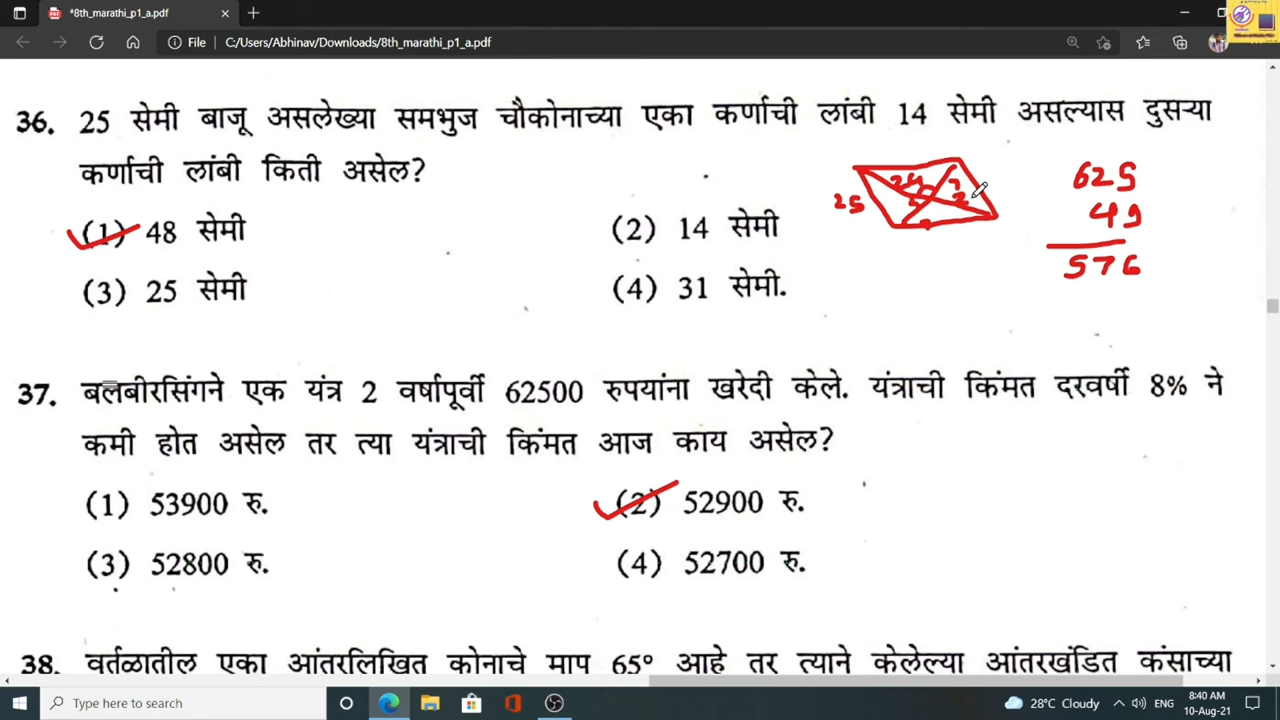 *8th_marathi_p1_a.pdf
File C:/Users/Abhinav/Downloads/8th_marathi_p1_a.pdf
36. 25 सेमी बाजू असलेख्या समभुज चौकोनाच्या एका कर्णाची लांबी 14 सेमी असल्यास दुसऱ्या
कर्णाची लांबी किती असेल?
625
49
576
25
24
(1) 48 सेमी (2) 14 सेमी
(3) 25 सेमी (4) 31 सेमी.
37. बलबीरसिंगने एक यंत्र 2 वर्षापूर्वी 62500 रुपयांना खरेदी केले. यंत्राची किंमत दरवर्षी 8% ने
कमी होत असेल तर त्या यंत्राची किंमत आज काय असेल?
(1) 53900 रु. (2) 52900 रु.
(3) 52800 रु. (4) 52700 रु.
38. वर्तळातील एका आंतरलिखित कोनाचे माप 65° आहे तर त्याने केलेल्या आंतरखंडित कंसाच्या
Type here to search
28°C Cloudy
8:40 AM
10-Aug-21